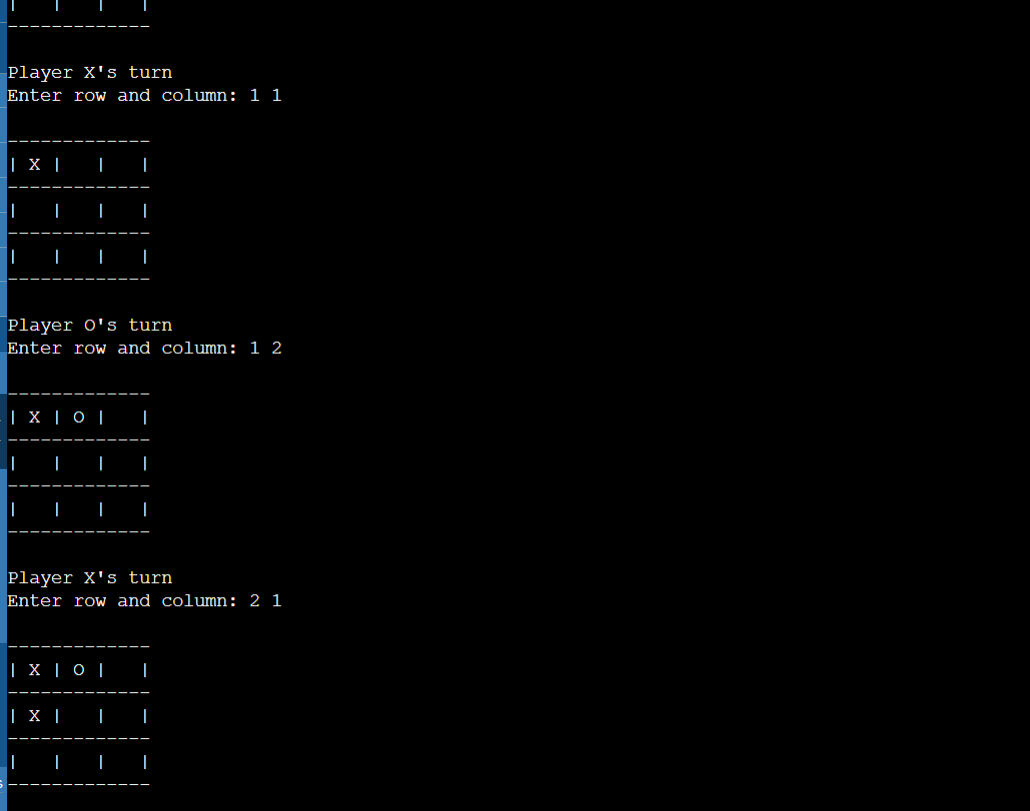 |   |   |   |
-------------
Player X's turn
Enter row and column: 1 1
-------------
| X |   |   |
-------------
|   |   |   |
-------------
|   |   |   |
-------------
Player O's turn
Enter row and column: 1 2
-------------
| X | O |   |
-------------
|   |   |   |
-------------
|   |   |   |
-------------
Player X's turn
Enter row and column: 2 1
-------------
| X | O |   |
-------------
| X |   |   |
-------------
|   |   |   |
-------------